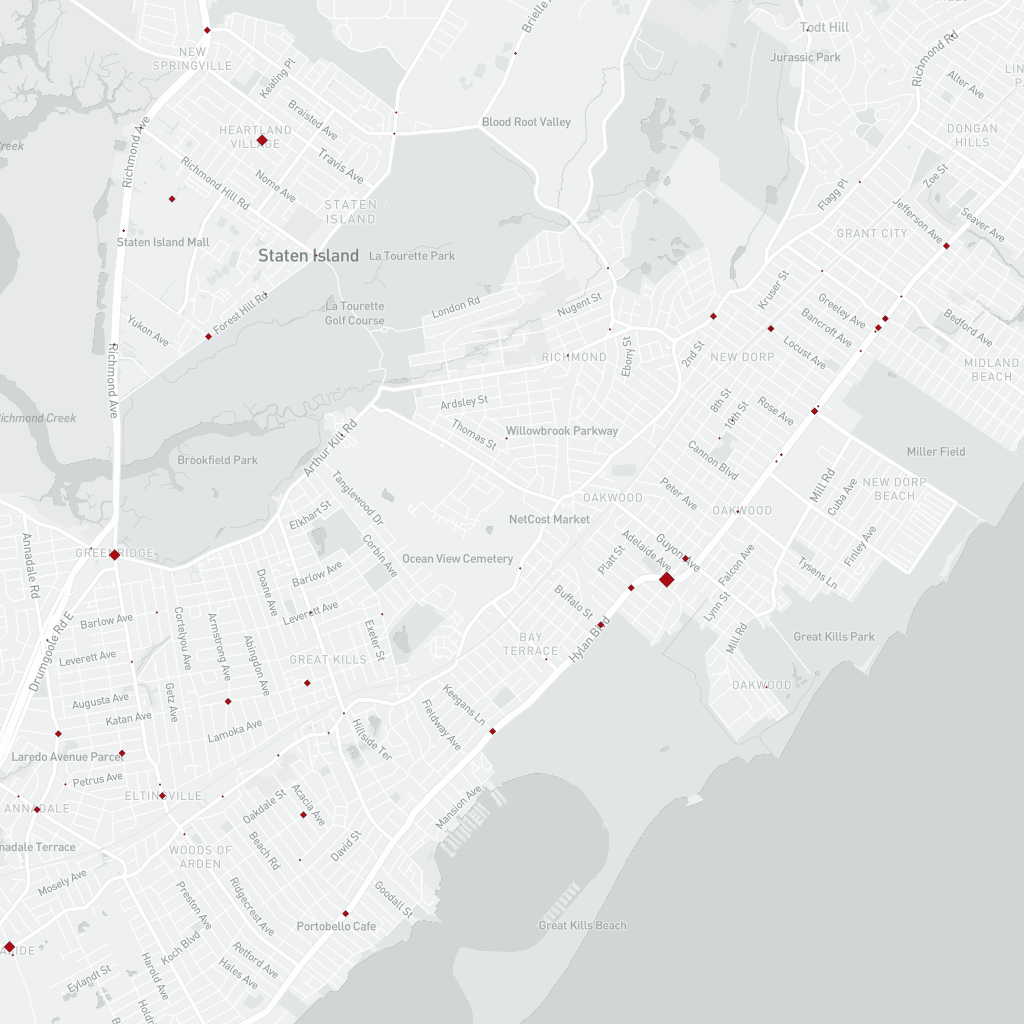 Brielle
Todt Hill
Richmond Rd
NEW
SPRINGVILLE
Jurassic Park
Keating Pl
Alter Ave
Braisted Ave
Blood Root Valley
HEARTLAND
VILLAGE
DONGAN
HILLS
Creek
Richmond Ave
Travis Ave
Richmond Hill Rd
Nome Ave
Zoe St
Flagg Pl
STATEN
ISLAND
Jefferson Ave
Seaver Ave
Staten Island Mall
GRANT CITY
Staten Island
La Tourette Park
Kruser St
La Tourette
Golf Course
London Rd
Nugent St
Greeley Ave
Forest Hill Rd
Bancroft Ave
Bedford Ave
Yukon Ave
Ebony St
2nd St
Locust Ave
RICHMOND
NEW DORP
MIDLAND
BEACH
Richmond Ave
Ardsley St
8th St
10th St
Rose Ave
Richmond Creek
Thomas St
Willowbrook Parkway
Arthur Kill Rd
Brookfield Park
Cannon Blvd
Miller Field
Mill Rd
Cuba Ave
NEW DORP
BEACH
Tanglewood Dr
Peter Ave
OAKWOOD
OAKWOOD
Elkhart St
NetCost Market
Annadale Rd
Corbin Ave
Adelaide Ave
Guyon Ave
Finley Ave
GREENRIDGE
Ocean View Cemetery
Platt St
Falcon Ave
Tysens Ln
Barlow Ave
Doane Ave
Buffalo St
Lynn St
Barlow Ave
Leverett Ave
Cortelyou Ave
Armstrong Ave
Exeter St
Mill Rd
Great Kills Park
Drumgoole Rd E
Abingdon Ave
BAY
TERRACE
Hylan Blvd
Leverett Ave
GREAT KILLS
OAKWOOD
Augusta Ave
Getz Ave
Keegans Ln
Katan Ave
Fieldway Ave
Lamoka Ave
Hillside Ter
Laredo Avenue Parcet
Petrus Ave
ELTINGVILLE
ANNADALE
Oakdale St
Acacia Ave
Mansion Ave
nnadale Terrace
WOODS OF
ARDEN
Beach Rd
David St
Mosely Ave
Preston Ave
Ridgecrest Ave
Goodall St
Portobello Cafe
Great Kills Beach
Koch Blvd
Retford Ave
Eylandt St
Harold Ave
Hales Ave